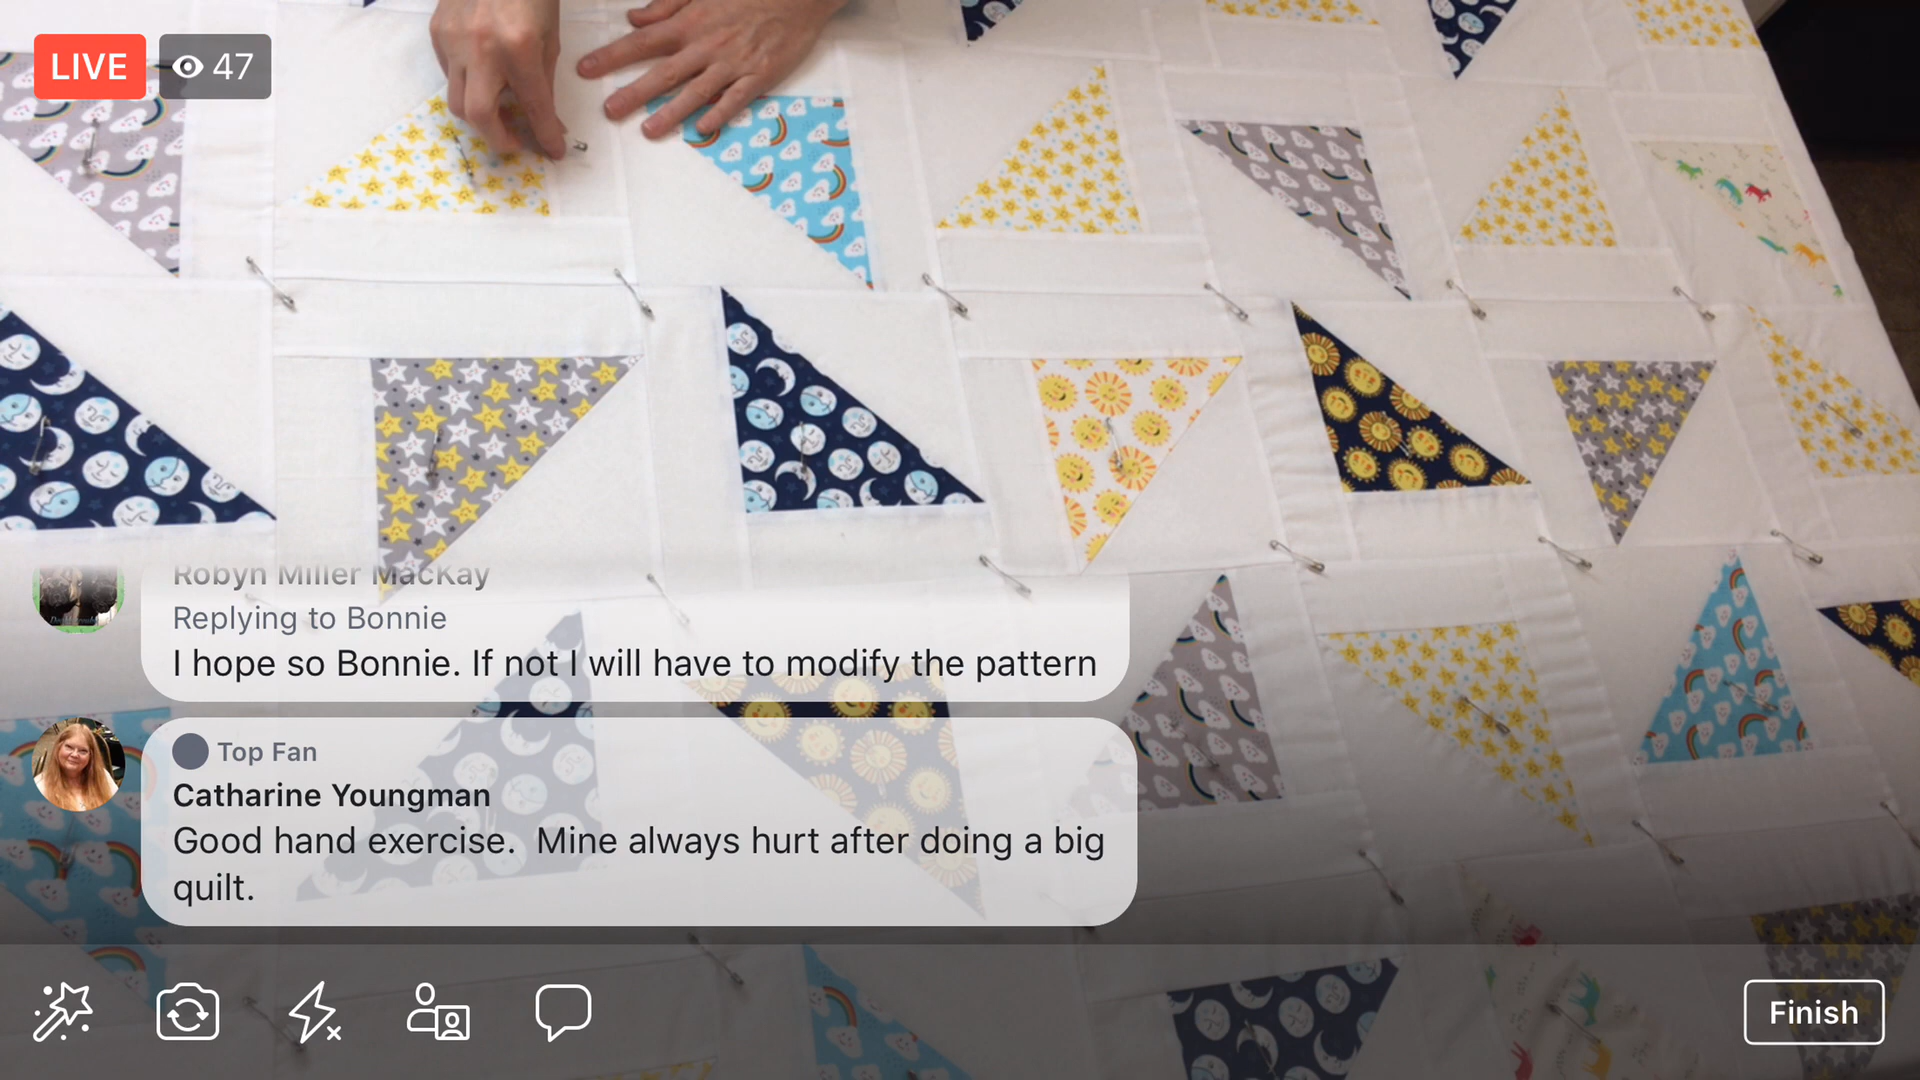 LIVE 47
Robyn Miller MacKay
Replying to Bonnie
I hope so Bonnie. If not I will have to modify the pattern
Top Fan
Catharine Youngman
Good hand exercise.  Mine always hurt after doing a big
quilt.
Finish